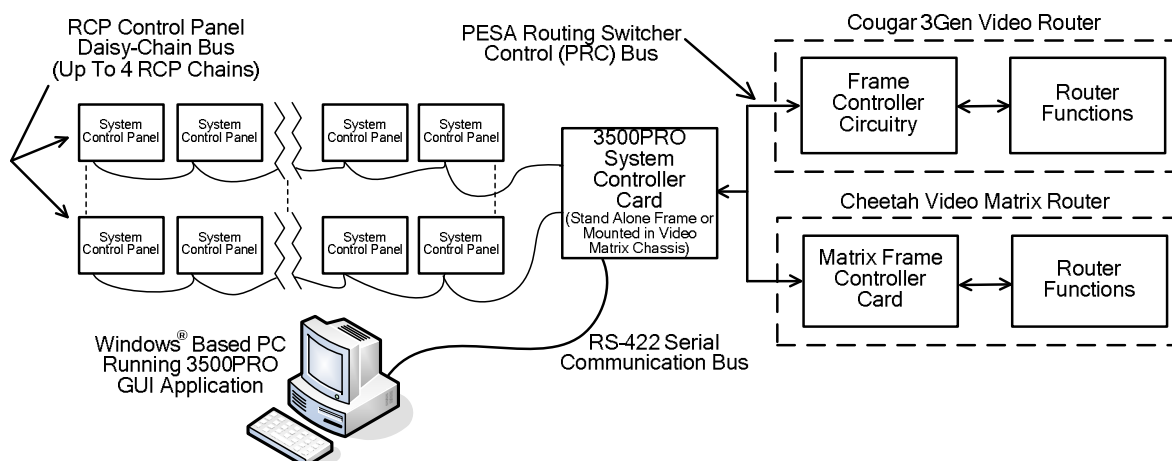 RCP Control Panel
Daisy-Chain Bus
(Up To 4 RCP Chains)
System
Control Panel
System
Control Panel
System
Control Panel
System
Control Panel
System
Control Panel
System
Control Panel
System
Control Panel
System
Control Panel
Windows® Based PC
Running 3500PRO
GUI Application
PESA Routing Switcher
Control (PRC) Bus
3500PRO
System
Controller
Card
(Stand Alone Frame or
Mounted in Video
Matrix Chassis)
RS-422 Serial
Communication Bus
Cougar 3Gen Video Router
Frame
Controller
Circuitry
Router
Functions
Cheetah Video Matrix Router
Matrix Frame
Controller
Card
Router
Functions